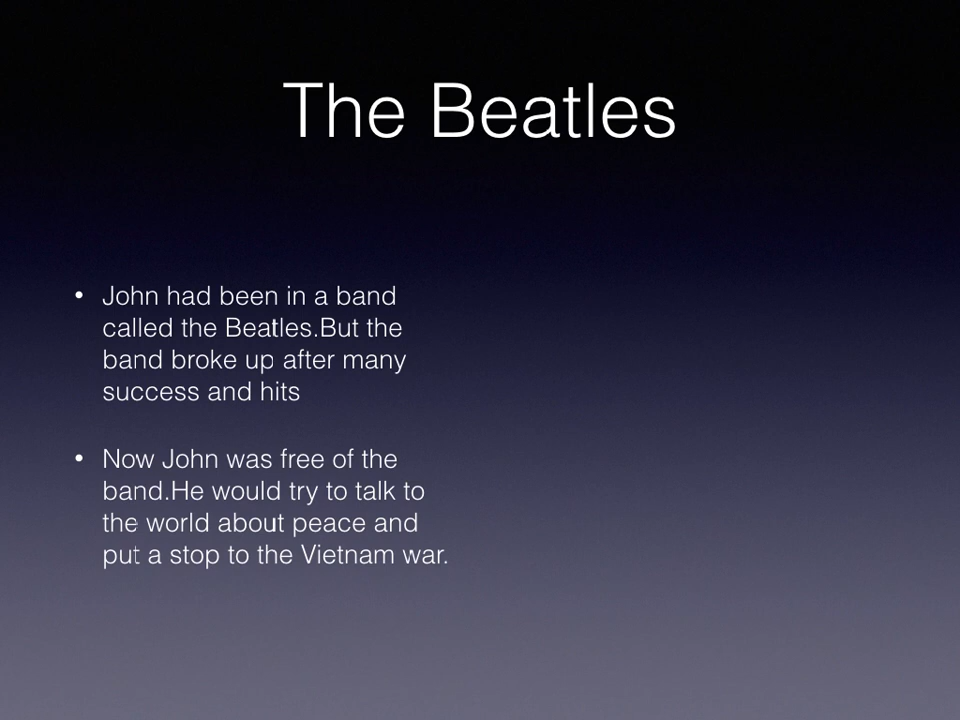 The Beatles
• John had been in a band
called the Beatles.But the
band broke up after many
success and hits
• Now John was free of the
band.He would try to talk to
the world about peace and
put a stop to the Vietnam war.